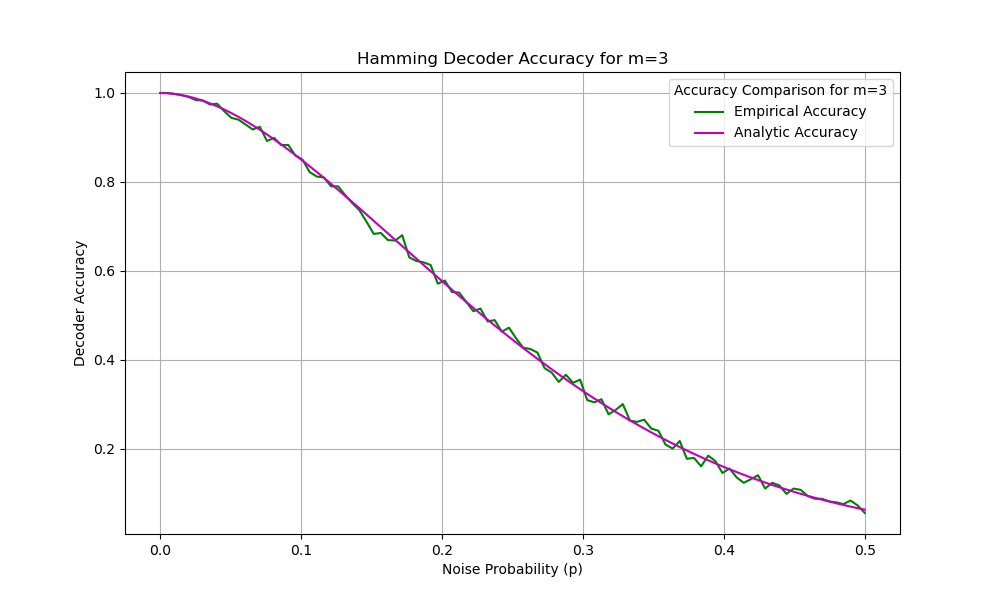 Hamming Decoder Accuracy for m=3
Accuracy Comparison for m=3
Empirical Accuracy
Analytic Accuracy
Decoder Accuracy
1.0
0.8
0.6
0.4
0.2
0.0 0.1 0.2 0.3 0.4 0.5
Noise Probability (p)